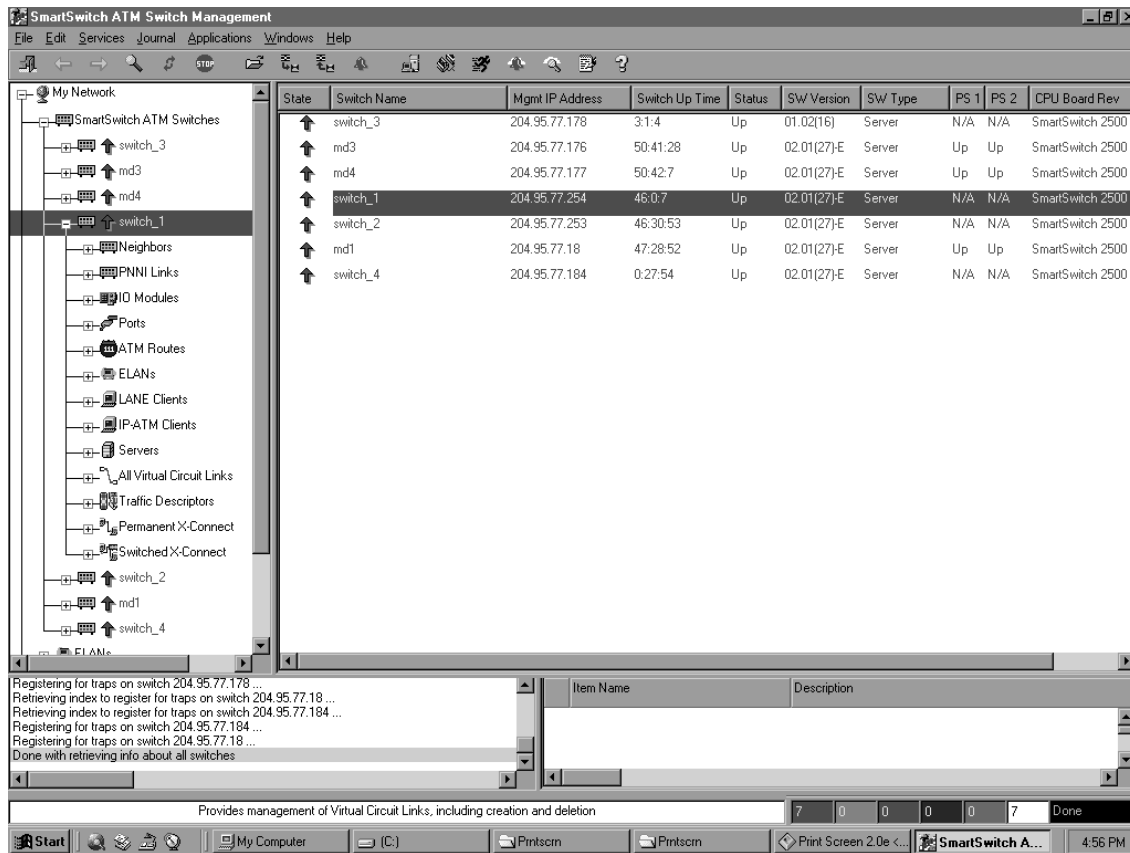 SmartSwitch ATM Switch Management
File Edit Services Journal Applications Windows Help
STOP
My Network
SmartSwitch ATM Switches
switch_3
md3
md4
switch_1
Neighbors
PNNI Links
IO Modules
Ports
ATM Routes
ELANs
LANE Clients
IP-ATM Clients
Servers
All Virtual Circuit Links
Traffic Descriptors
Permanent X-Connect
Switched X-Connect
switch_2
md1
switch_4
ELANs
State Switch Name Mgmt IP Address Switch Up Time Status SW Version SW Type PS 1 PS 2 CPU Board Rev
switch_3 204.95.77.178 3:1:4 Up 01.02(16) Server N/A N/A SmartSwitch 2500
md3 204.95.77.176 50:41:28 Up 02.01(27)-E Server Up Up SmartSwitch 2500
md4 204.95.77.177 50:42:7 Up 02.01(27)-E Server Up Up SmartSwitch 2500
switch_1 204.95.77.254 46:0:7 Up 02.01(27)-E Server N/A N/A SmartSwitch 2500
switch_2 204.95.77.253 46:30:53 Up 02.01(27)-E Server N/A N/A SmartSwitch 2500
md1 204.95.77.18 47:28:52 Up 02.01(27)-E Server Up Up SmartSwitch 2500
switch_4 204.95.77.184 0:27:54 Up 02.01(27)-E Server N/A N/A SmartSwitch 2500
Registering for traps on switch 204.95.77.178 ...
Retrieving index to register for traps on switch 204.95.77.18 ...
Retrieving index to register for traps on switch 204.95.77.184 ...
Registering for traps on switch 204.95.77.184 ...
Registering for traps on switch 204.95.77.18 ...
Done with retrieving info about all switches
Item Name Description
Provides management of Virtual Circuit Links, including creation and deletion 7 0 0 0 0 7 Done
Start My Computer (C:) Prntscrn Prntscrn Print Screen 2.0e <... SmartSwitch A... 4:56 PM